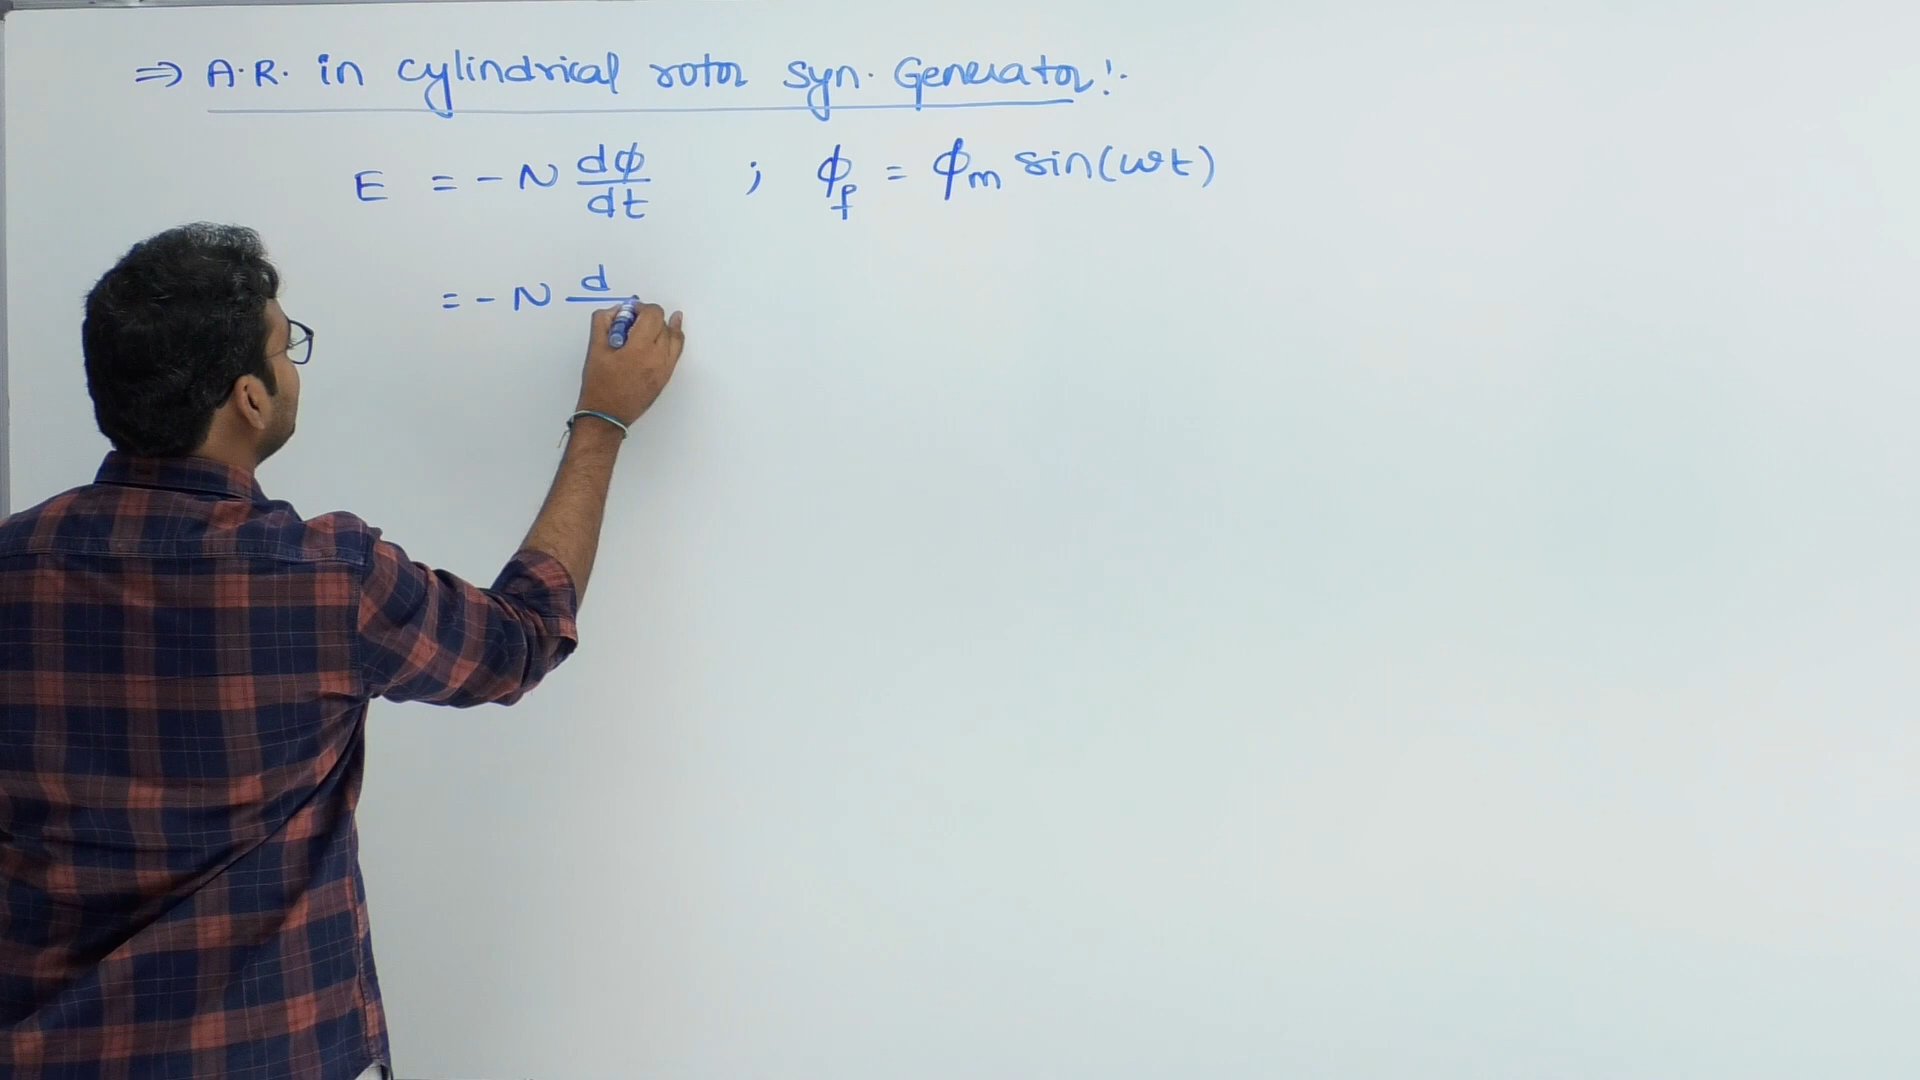 ⇒ A.R. in cylindrical rotor syn. Generator:-
E = -N dϕ/dt ; ϕf = ϕm sin(ωt)
= -N d